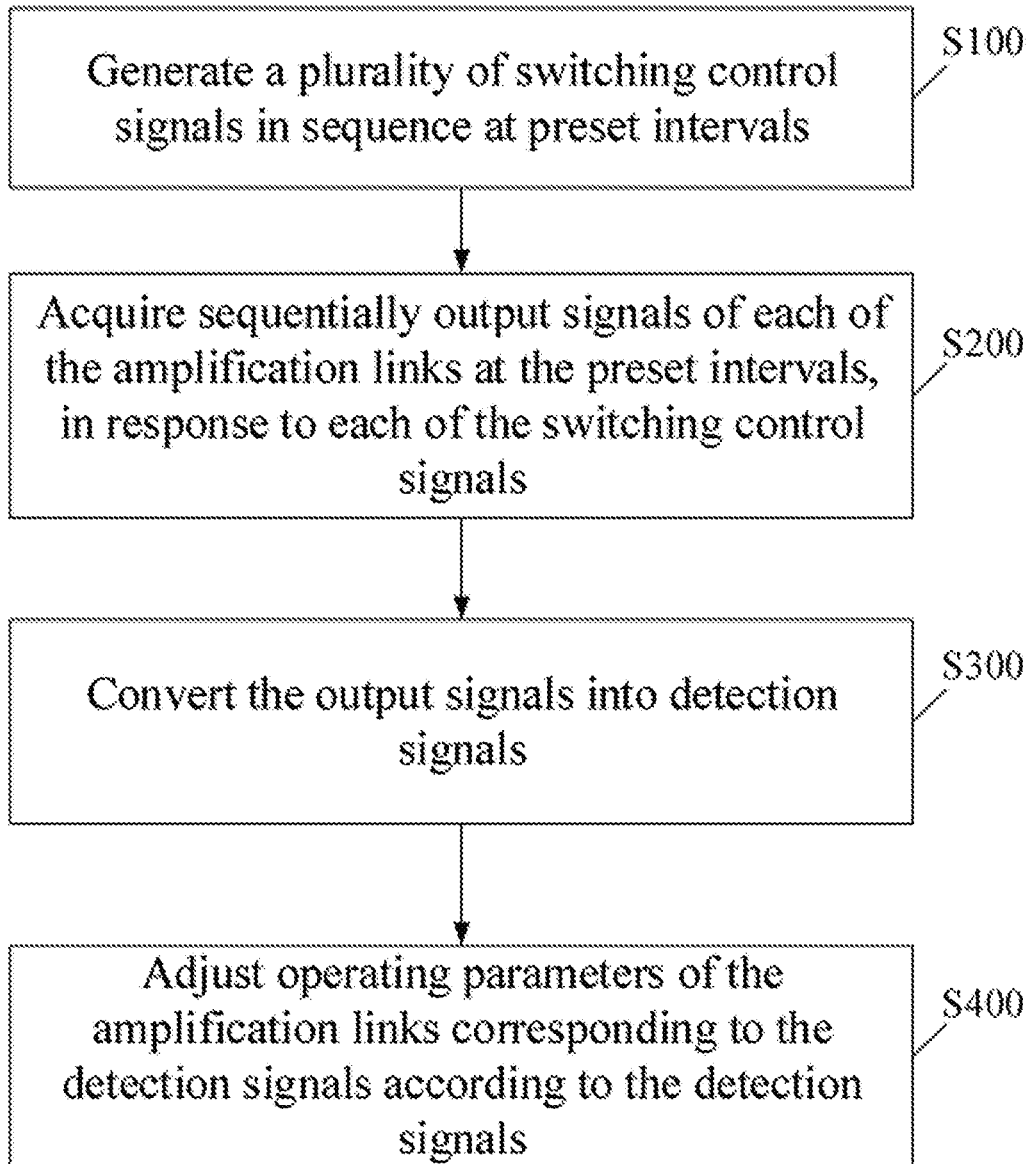 Generate a plurality of switching control
signals in sequence at preset intervals
S100
Acquire sequentially output signals of each of
the amplification links at the preset intervals,
in response to each of the switching control
signals
S200
Convert the output signals into detection
signals
S300
Adjust operating parameters of the
amplification links corresponding to the
detection signals according to the detection
signals
S400